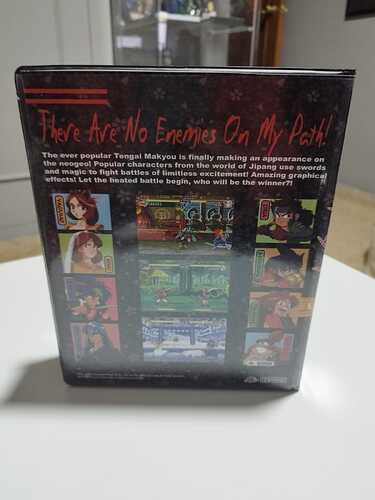 There Are No Enemies On My Path!
The ever popular Tengai Makyou is finally making an appearance on
the neogeo! Popular characters from the world of Jipang use swords
and magic to fight battles of limitless excitement! Amazing graphical
effects! Let the heated battle begin, who will be the winner?!